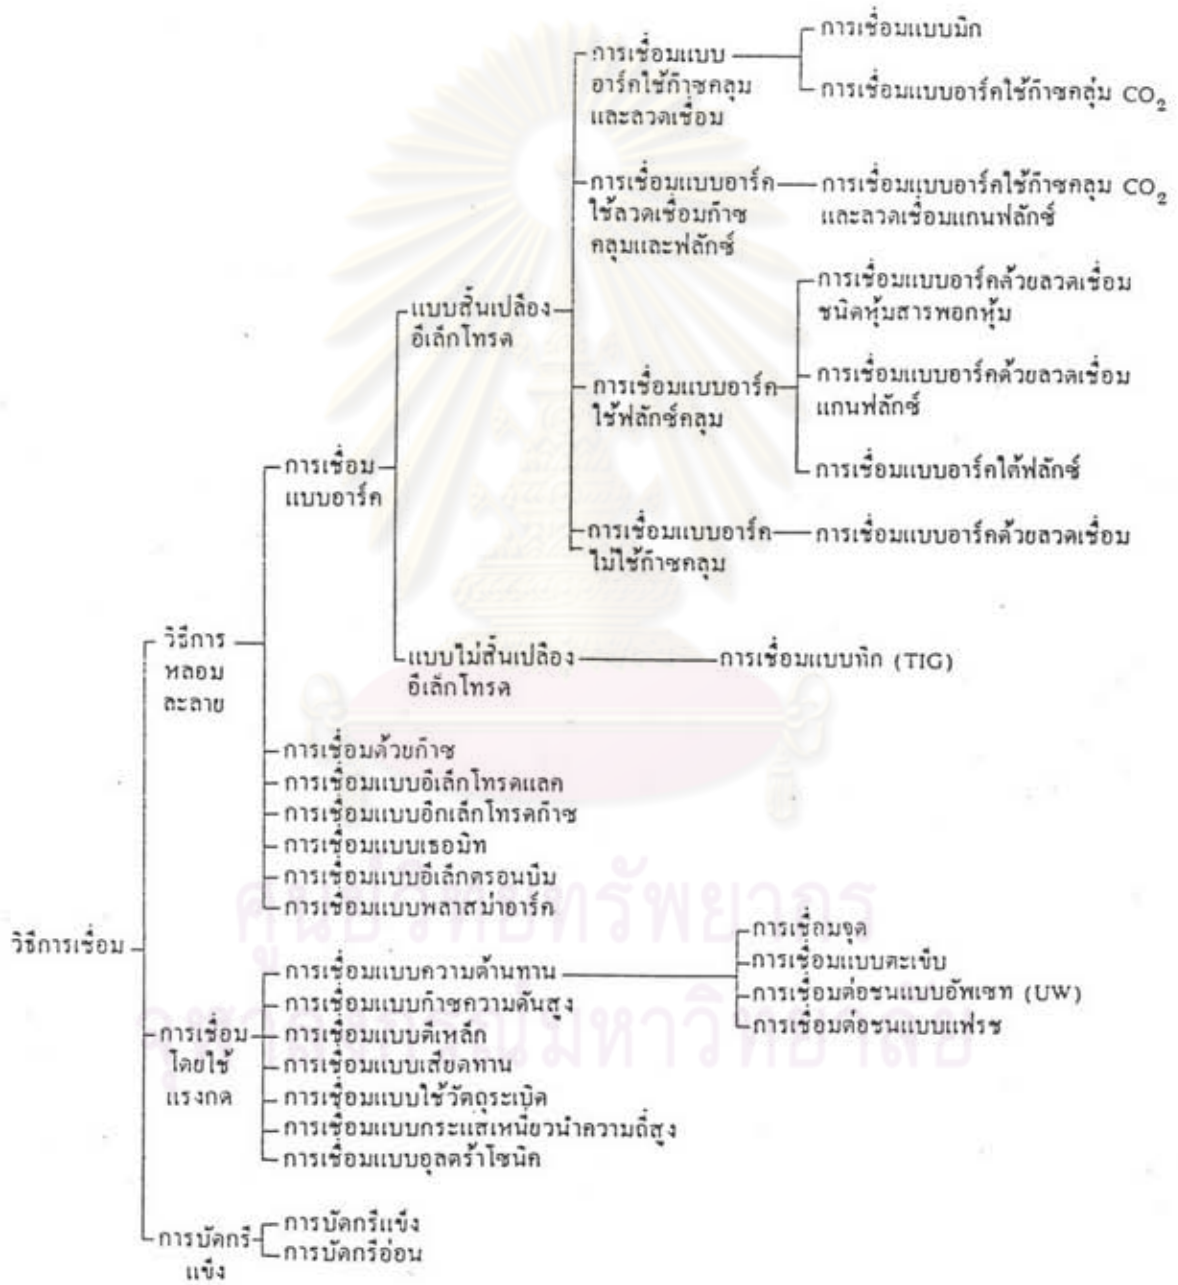 การเชื่อมแบบมิก
การเชื่อมแบบ
อาร์คใช้ก๊าซคลุม
และลวดเชื่อม
การเชื่อมแบบอาร์คใช้ก๊าซคลุ่ม CO₂
การเชื่อมแบบอาร์ค
ใช้ลวดเชื่อมก๊าซ
คลุมและฟลักซ์
การเชื่อมแบบอาร์คใช้ก๊าซคลุม CO₂
และลวดเชื่อมแกนฟลักซ์
แบบสิ้นเปลือง
อีเล็กโทรด
การเชื่อมแบบอาร์คด้วยลวดเชื่อม
ชนิดหุ้มสารพอกหุ้ม
การเชื่อมแบบอาร์ค
ใช้ฟลักซ์คลุม
การเชื่อมแบบอาร์คด้วยลวดเชื่อม
แกนฟลักซ์
การเชื่อม
แบบอาร์ค
การเชื่อมแบบอาร์คใต้ฟลักซ์
การเชื่อมแบบอาร์ค
ไม่ใช้ก๊าซคลุม
การเชื่อมแบบอาร์คด้วยลวดเชื่อม
วิธีการ
หลอม
ละลาย
แบบไม่สิ้นเปลือง
อีเล็กโทรด
การเชื่อมแบบทิก (TIG)
การเชื่อมด้วยก๊าซ
การเชื่อมแบบอีเล็กโทรดแลค
การเชื่อมแบบอีกเล็กโทรดก๊าซ
การเชื่อมแบบเธอมิท
การเชื่อมแบบอีเล็กตรอนบีม
การเชื่อมแบบพลาสม่าอาร์ค
ศูนย์วิทยทรัพยากร
จุฬาลงกรณ์มหาวิทยาลัย
วิธีการเชื่อม
การเชื่อมแบบความต้านทาน
การเชื่อมจุด
การเชื่อมแบบตะเข็บ
การเชื่อมต่อชนแบบอัพเซท (UW)
การเชื่อมต่อชนแบบแฟรช
การเชื่อมแบบก๊าซความดันสูง
การเชื่อม
โดยใช้
แรงกด
การเชื่อมแบบตีเหล็ก
การเชื่อมแบบเสียดทาน
การเชื่อมแบบใช้วัตถุระเบิด
การเชื่อมแบบกระแสเหนี่ยวนำความถี่สูง
การเชื่อมแบบอุลตร้าโซนิค
การบัดกรี
แข็ง
การบัดกรีแข็ง
การบัดกรีอ่อน